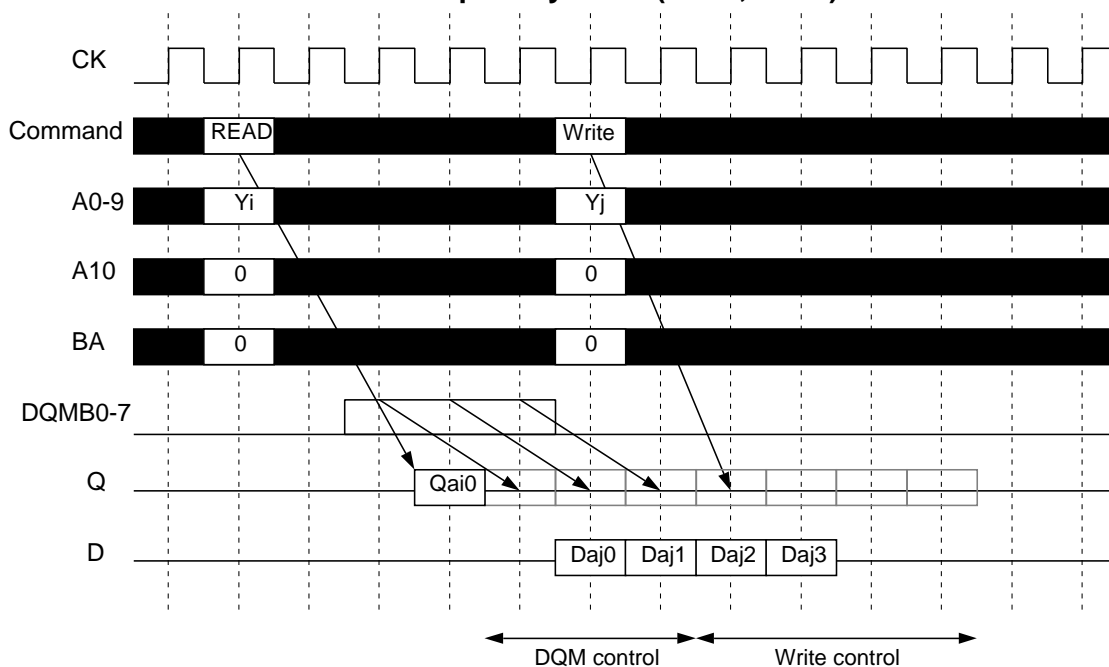 CK
Command READ Write
A0-9 Yi Yj
A10 0 0
BA 0 0
DQMB0-7
Q Qai0
D Daj0 Daj1 Daj2 Daj3
DQM control Write control